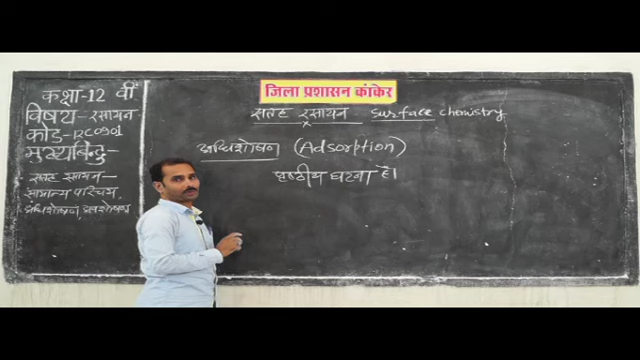 जिला प्रशासन कांकेर
कक्षा-12 वीं
विषय - रसायन
कोड - 12C0901
मुख्यबिन्दु -
सतह रसायन -
सामान्य परिचय,
अधिशोषण, अवशोषण
सतह रसायन Surface chemistry
अधिशोषण (Adsorption)
पृष्ठीय घटना है।